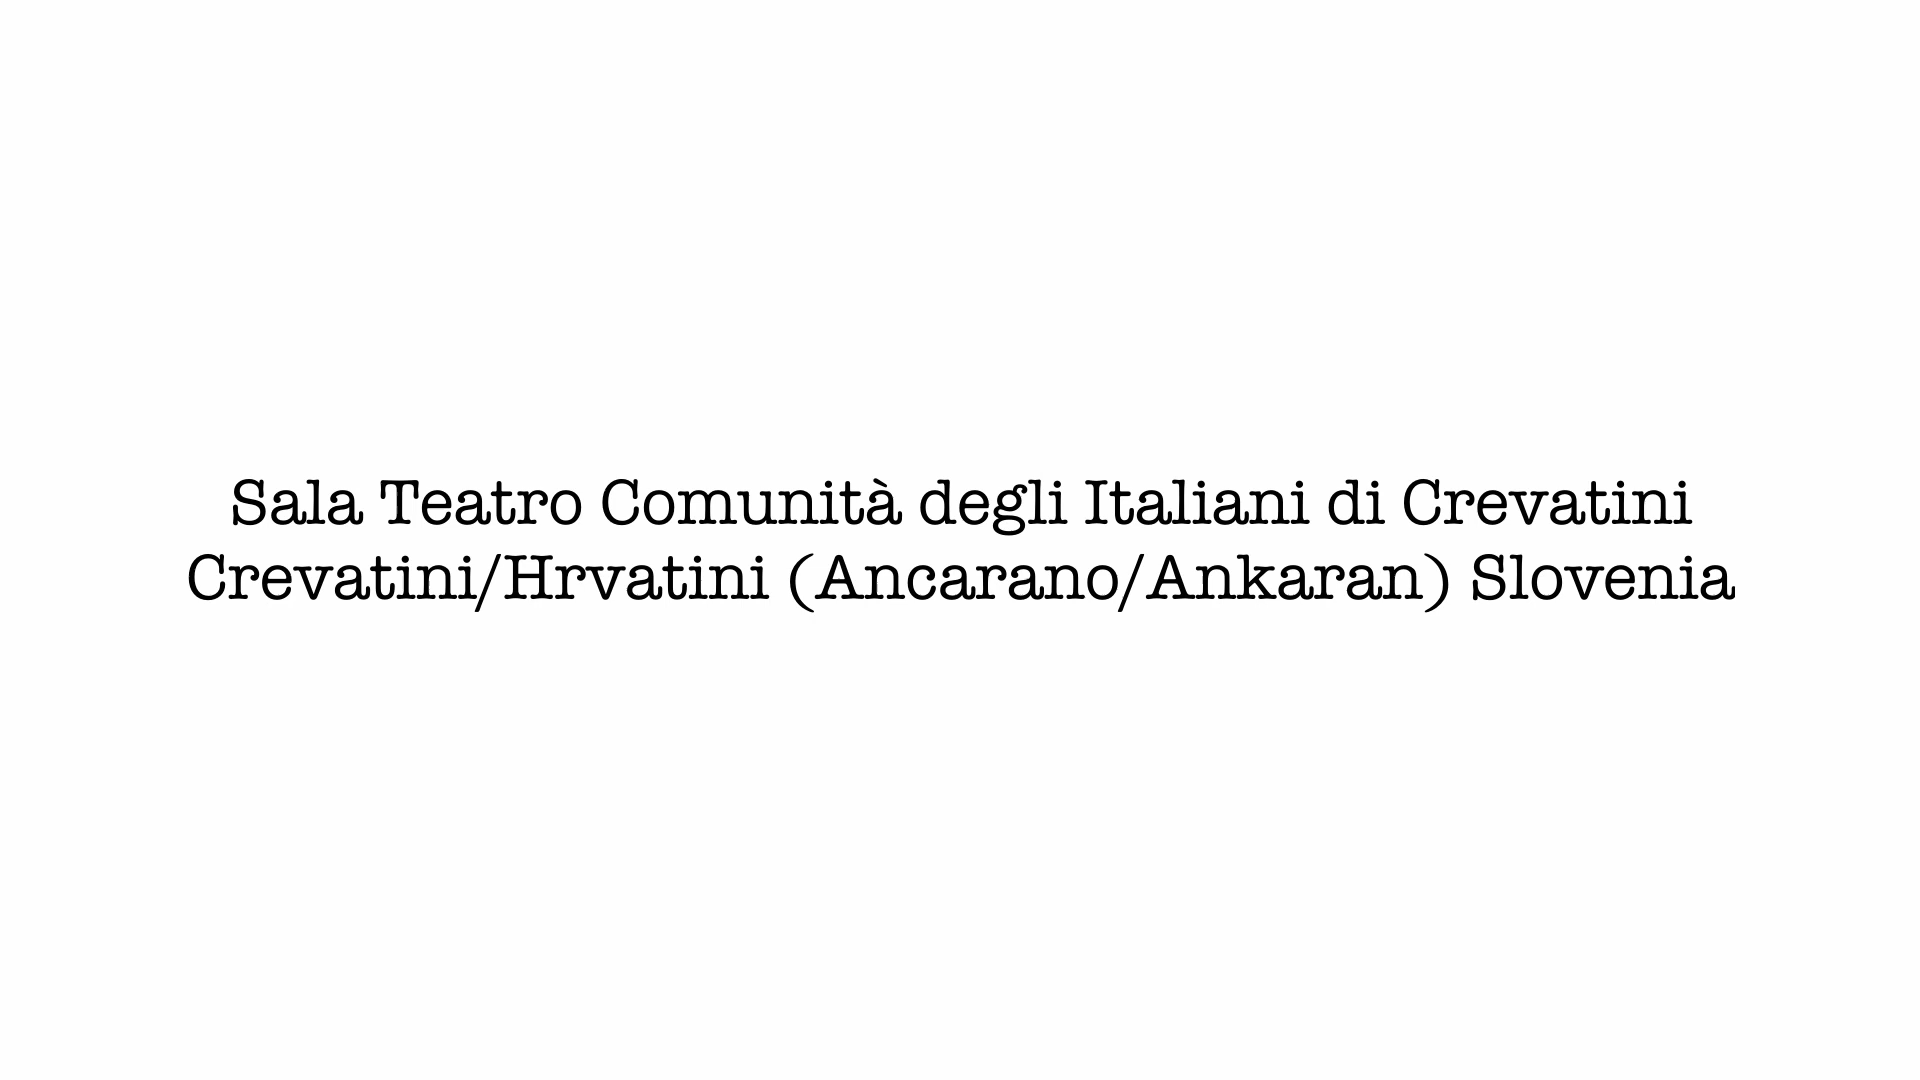 Sala Teatro Comunità degli Italiani di Crevatini
Crevatini/Hrvatini (Ancarano/Ankaran) Slovenia